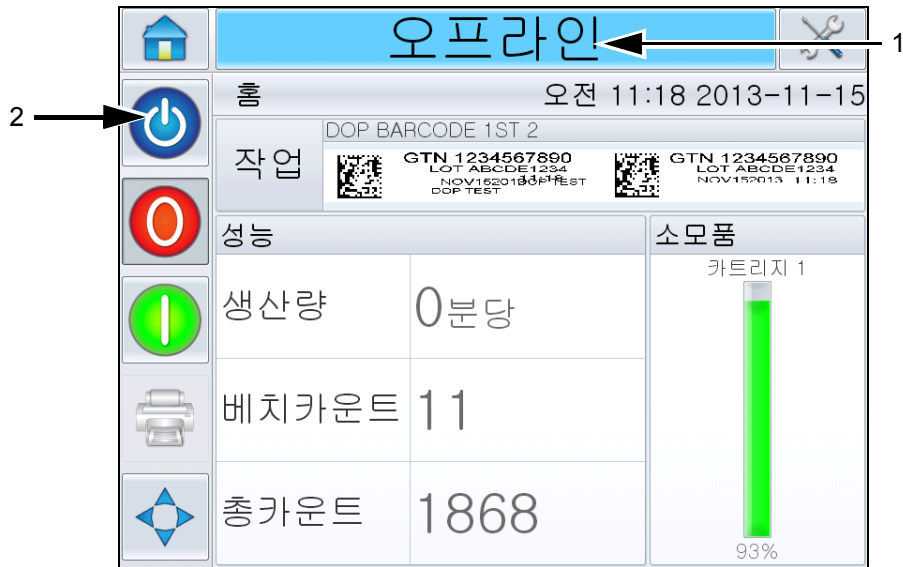 오프라인
1
홈
오전 11:18 2013-11-15
2
DOP BARCODE 1ST 2
작업
GTN 1234567890
LOT ABCDE1234
DOP TEST
GTN 1234567890
LOT ABCDE1234
NOV152013 11:18
성능
소모품
카트리지 1
생산량
0분당
베치카운트
11
총카운트
1868
93%